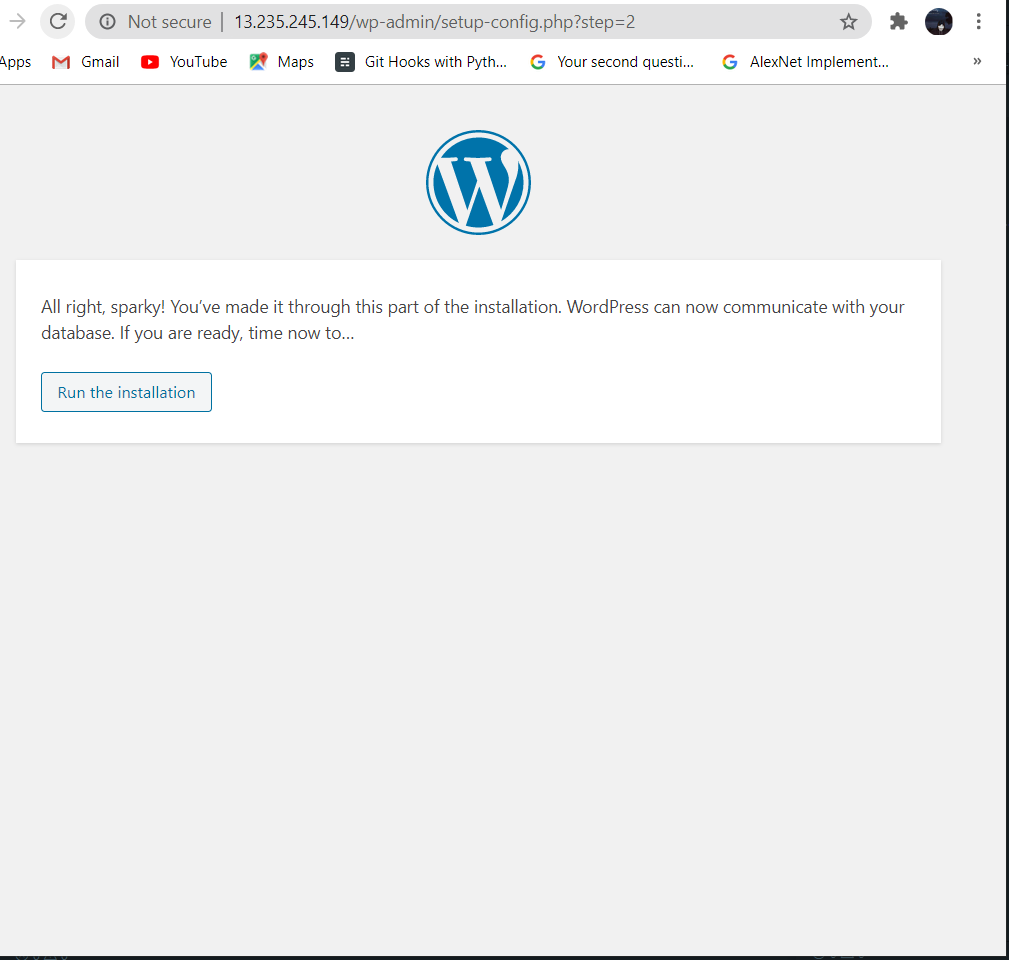 Not secure | 13.235.245.149/wp-admin/setup-config.php?step=2
Apps Gmail YouTube Maps Git Hooks with Pyth... Your second questi... AlexNet Implement... »
All right, sparky! You’ve made it through this part of the installation. WordPress can now communicate with your
database. If you are ready, time now to…
Run the installation